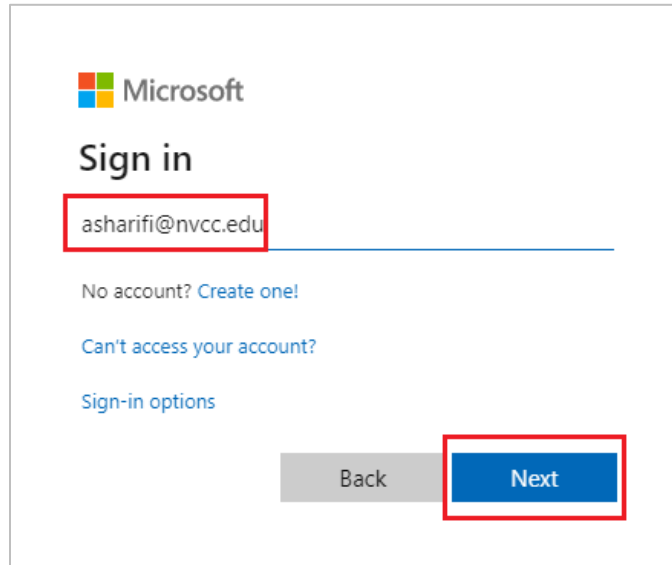 Microsoft
Sign in
asharifi@nvcc.edu
No account? Create one!
Can't access your account?
Sign-in options
Back Next